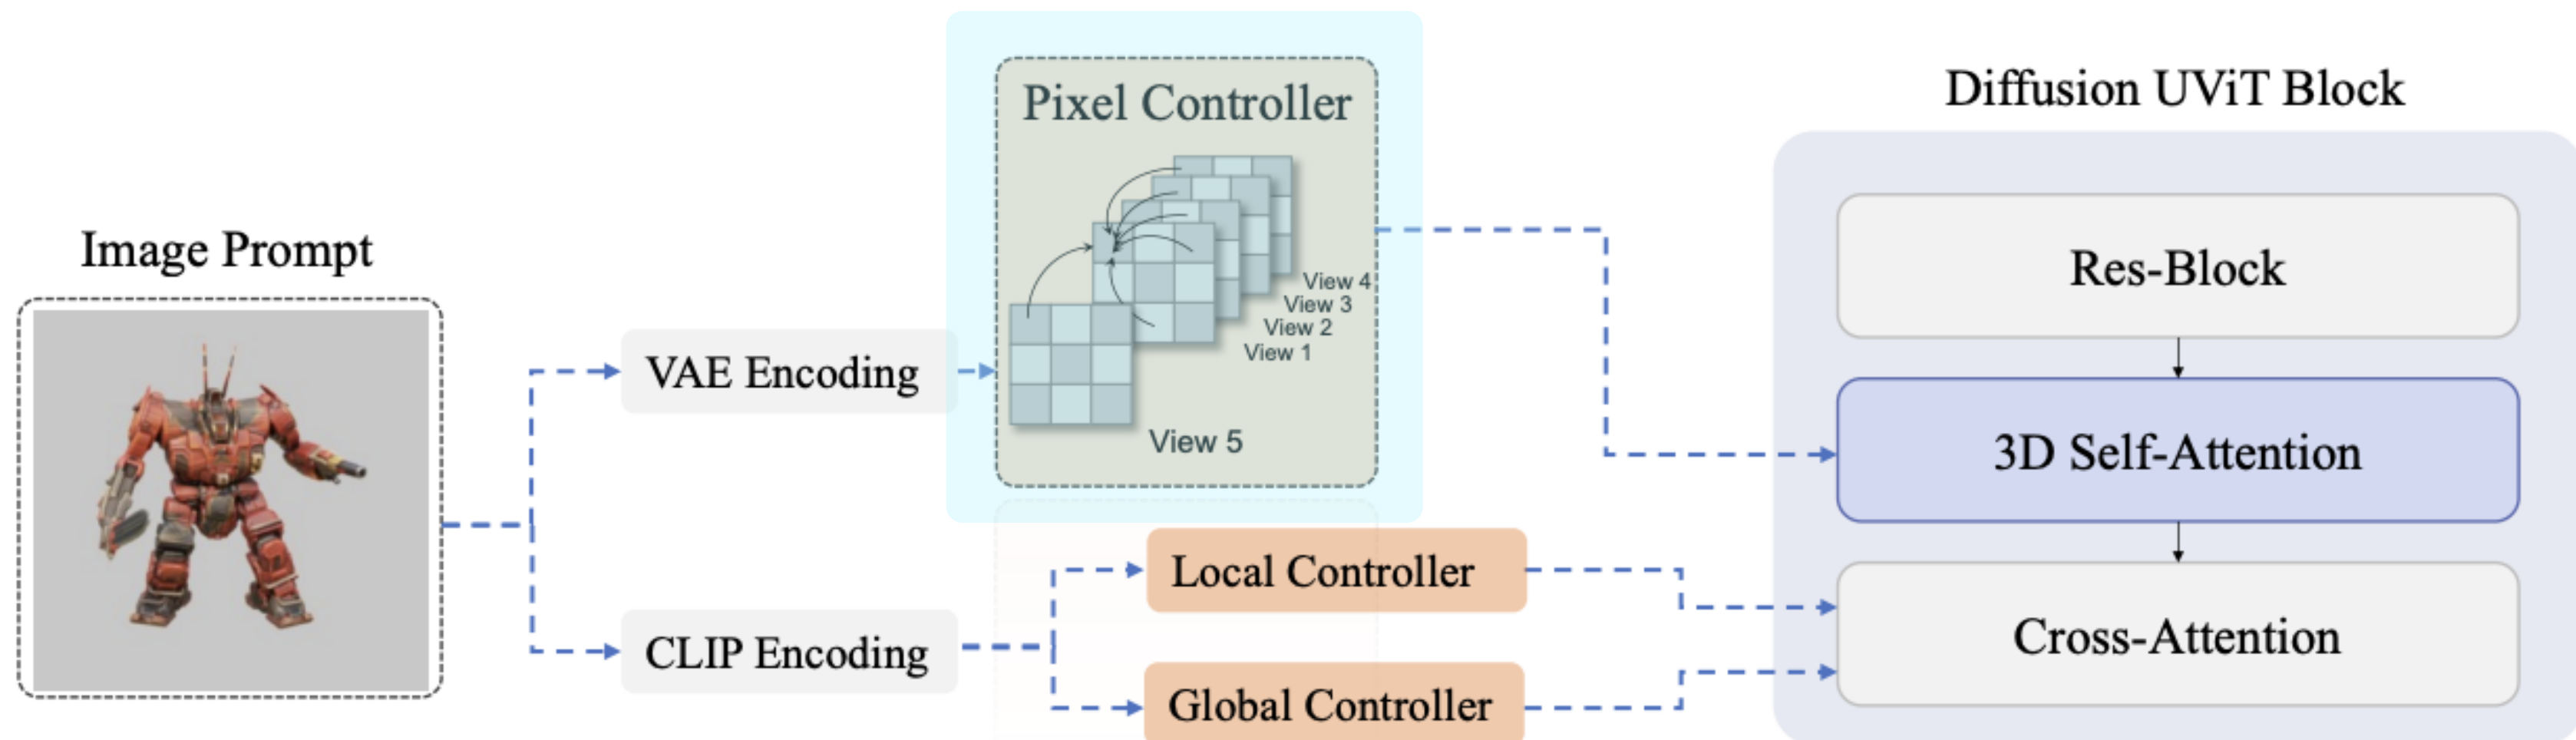 Image Prompt
VAE Encoding
CLIP Encoding
Pixel Controller
View 4
View 3
View 2
View 1
View 5
Local Controller
Global Controller
Diffusion UViT Block
Res-Block
3D Self-Attention
Cross-Attention